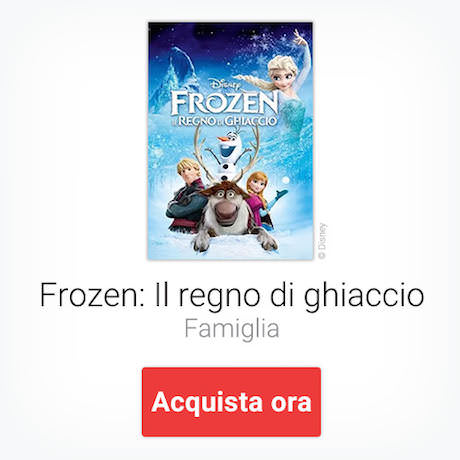 Disney
FROZEN
IL REGNO DI GHIACCIO
© Disney
Frozen: Il regno di ghiaccio
Famiglia
Acquista ora